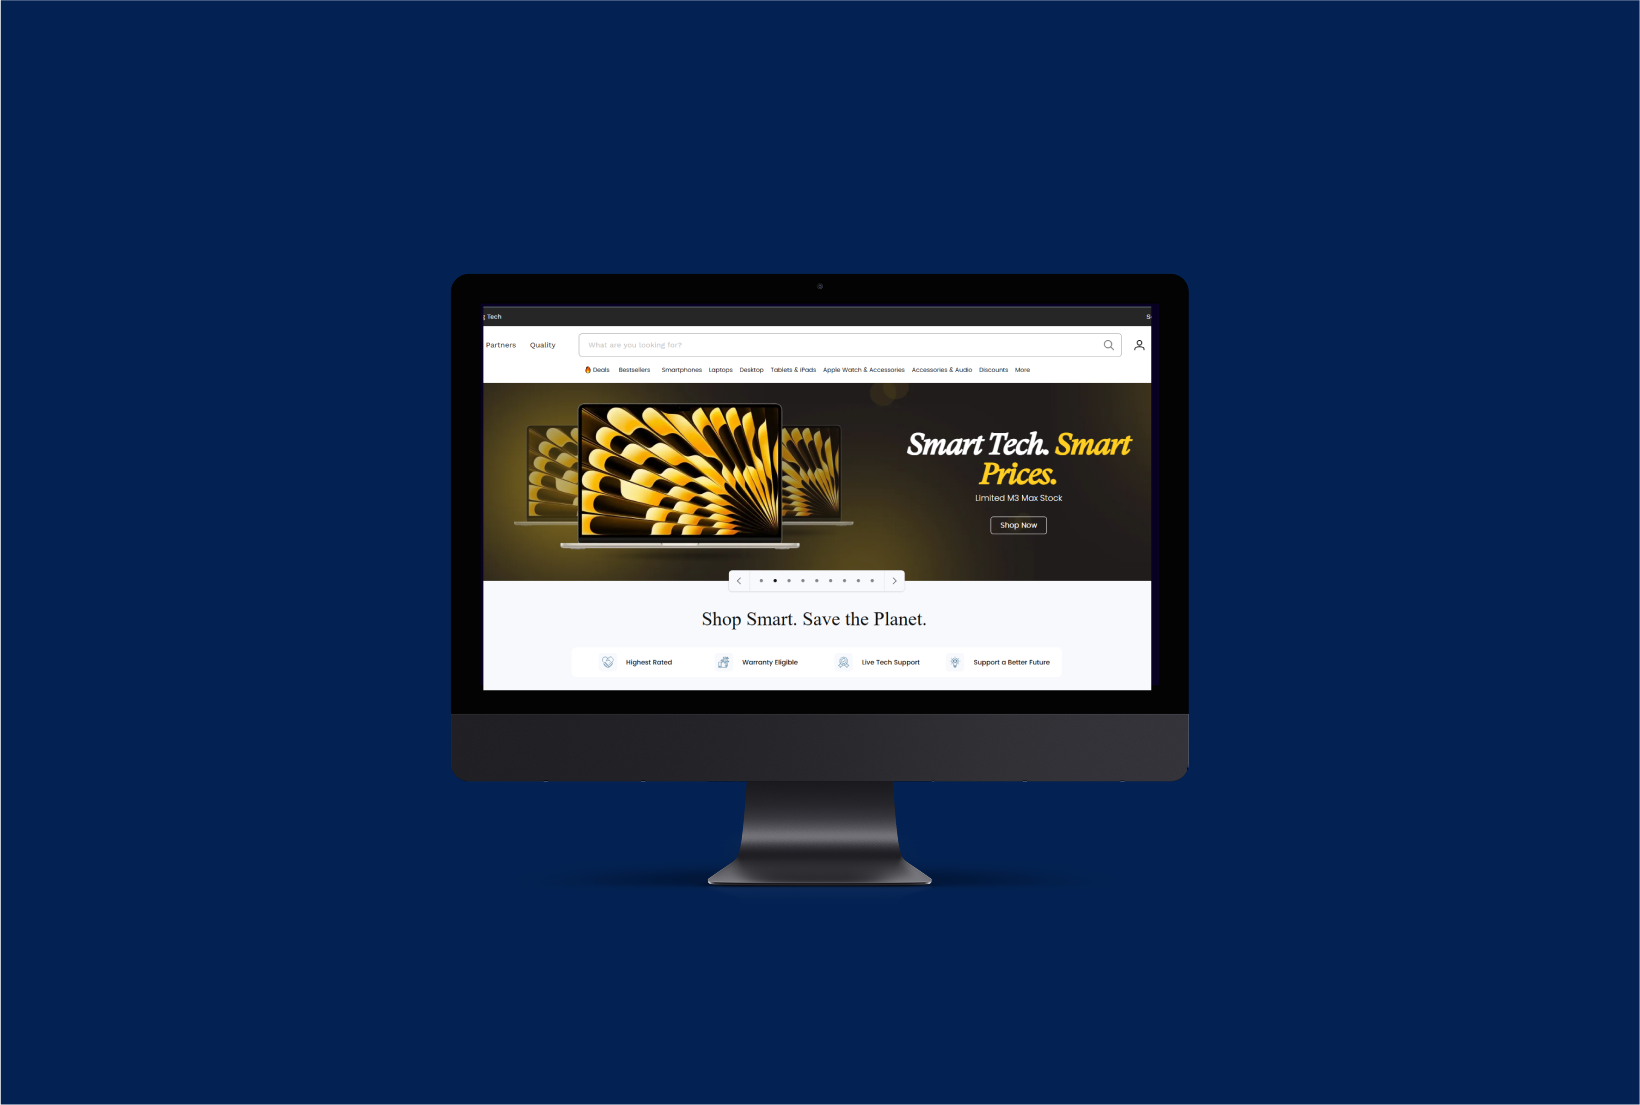 Tech
Partners Quality What are you looking for?
Deals Bestsellers Smartphones Laptops Desktop Tablets & iPads Apple Watch & Accessories Accessories & Audio Discounts More
Smart Tech. Smart
Prices.
Limited M3 Max Stock
Shop Now
Shop Smart. Save the Planet.
Highest Rated Warranty Eligible Live Tech Support Support a Better Future